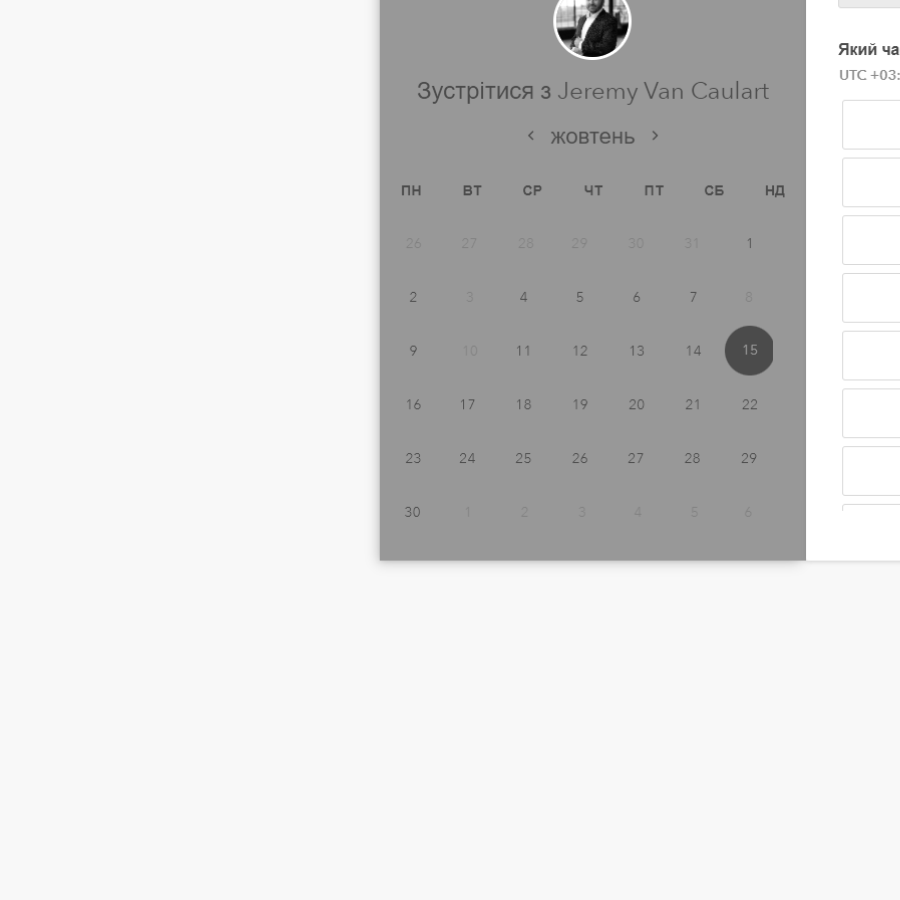 Зустрітися з Jeremy Van Caulart
жовтень
ПН ВТ СР ЧТ ПТ СБ НД
26 27 28 29 30 31 1
2 3 4 5 6 7 8
9 10 11 12 13 14 15
16 17 18 19 20 21 22
23 24 25 26 27 28 29
30 1 2 3 4 5 6
Який ча
UTC +03: